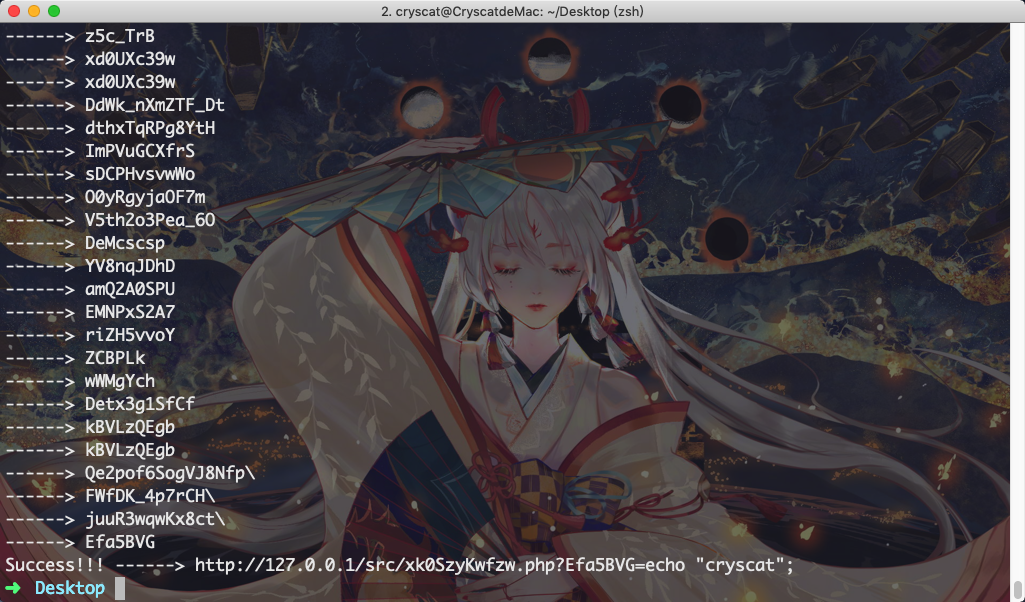 2. cryscat@CryscatdeMac: ~/Desktop (zsh)
------> z5c_TrB
------> xd0UXc39w
------> xd0UXc39w
------> DdWk_nXmZTF_Dt
------> dthxTqRPg8YtH
------> ImPVuGCXfrS
------> sDCPHvsvwWo
------> O0yRgyjaOF7m
------> V5th2o3Pea_6O
------> DeMcscsp
------> YV8nqJDhD
------> amQ2A0SPU
------> EMNPxS2A7
------> riZH5vvoY
------> ZCBPLk
------> wWMgYch
------> Detx3g1SfCf
------> kBVLzQEgb
------> kBVLzQEgb
------> Qe2pof6SogVJ8Nfp\
------> FWfDK_4p7rCH\
------> juuR3wqwKx8ct\
------> Efa5BVG
Success!!! ------> http://127.0.0.1/src/xk0SzyKwfzw.php?Efa5BVG=echo "cryscat";
➜ Desktop